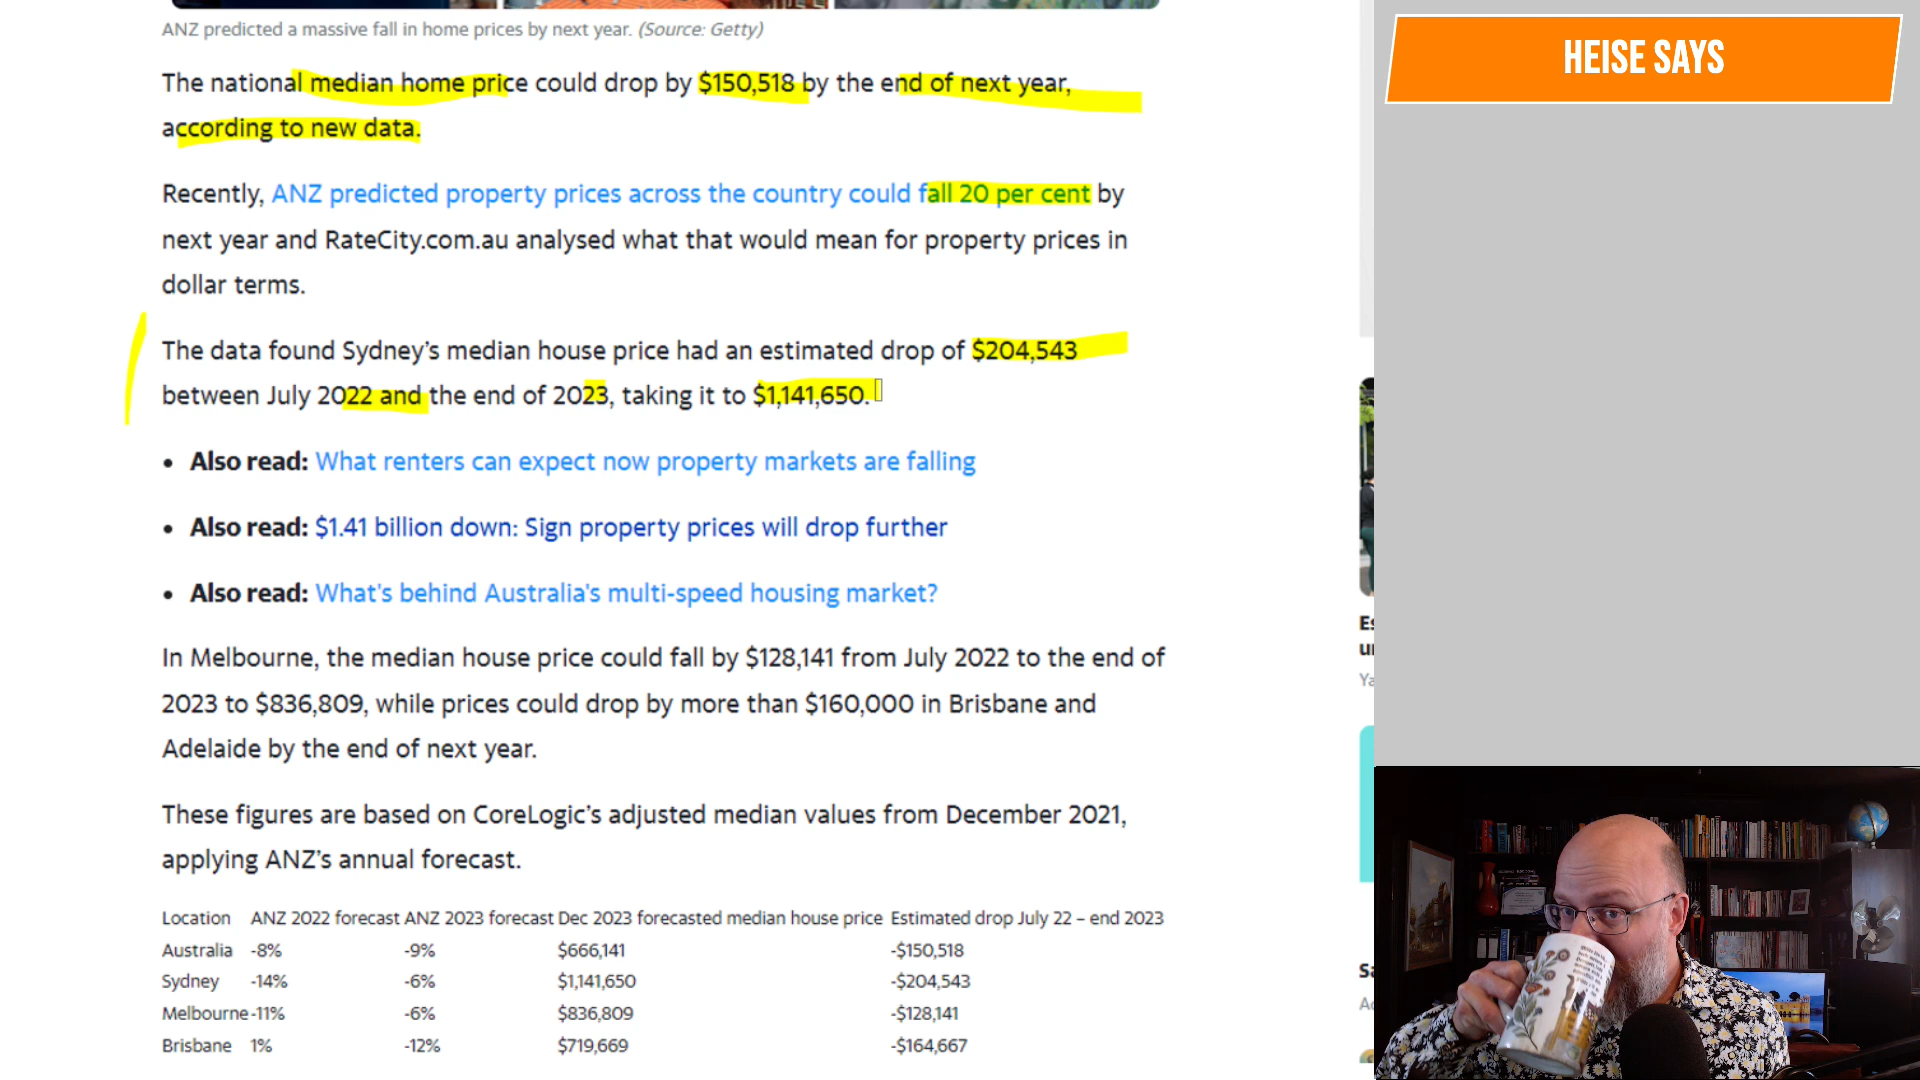 ANZ predicted a massive fall in home prices by next year. (Source: Getty)
HEISE SAYS
The national median home price could drop by $150,518 by the end of next year,
according to new data.
Recently, ANZ predicted property prices across the country could fall 20 per cent by
next year and RateCity.com.au analysed what that would mean for property prices in
dollar terms.
The data found Sydney’s median house price had an estimated drop of $204,543
between July 2022 and the end of 2023, taking it to $1,141,650.
• Also read: What renters can expect now property markets are falling
• Also read: $1.41 billion down: Sign property prices will drop further
• Also read: What's behind Australia's multi-speed housing market?
In Melbourne, the median house price could fall by $128,141 from July 2022 to the end of
2023 to $836,809, while prices could drop by more than $160,000 in Brisbane and
Adelaide by the end of next year.
These figures are based on CoreLogic’s adjusted median values from December 2021,
applying ANZ’s annual forecast.
Location ANZ 2022 forecast ANZ 2023 forecast Dec 2023 forecasted median house price Estimated drop July 22 – end 2023
Australia -8% -9% $666,141 -$150,518
Sydney -14% -6% $1,141,650 -$204,543
Melbourne -11% -6% $836,809 -$128,141
Brisbane 1% -12% $719,669 -$164,667